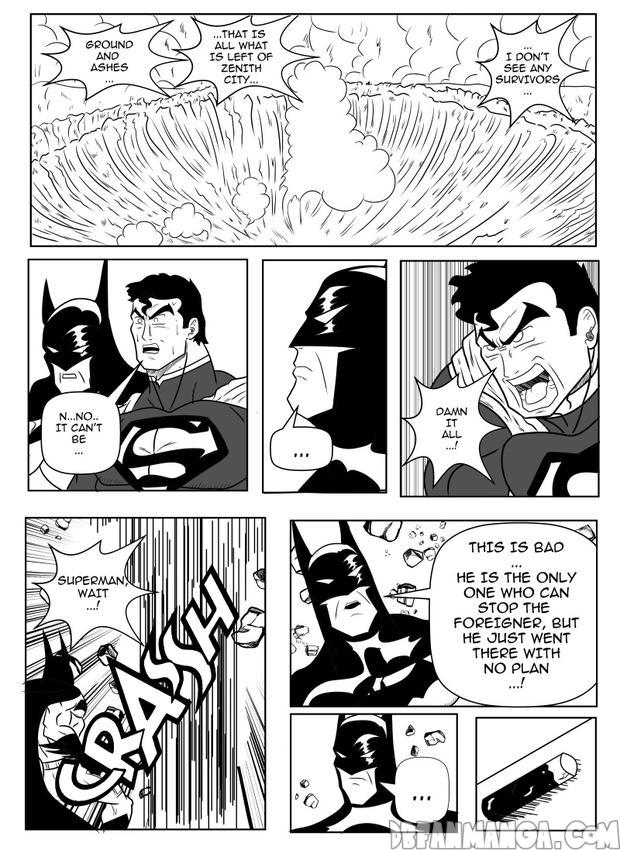 GROUND
AND
ASHES
...
...THAT IS
ALL WHAT
IS LEFT OF
ZENITH
CITY...
...
I DON'T
SEE ANY
SURVIVORS
...
N...NO..
IT CAN'T
BE
...
...
DAMN
IT
ALL
...!
SUPERMAN
WAIT
...!
CRASSH
THIS IS BAD
...
HE IS THE ONLY
ONE WHO CAN
STOP THE
FOREIGNER, BUT
HE JUST WENT
THERE WITH
NO PLAN
...!
...
DBFANMANGA.COM